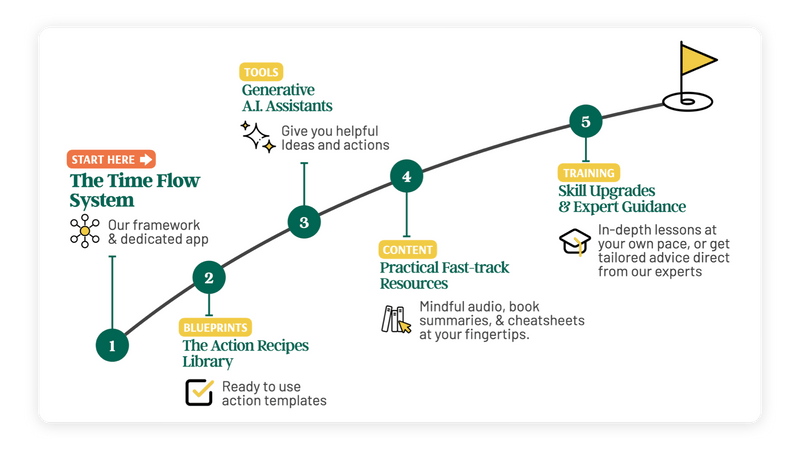 START HERE
The Time Flow
System
Our framework
& dedicated app
1
2
BLUEPRINTS
The Action Recipes
Library
Ready to use
action templates
TOOLS
Generative
A.I. Assistants
Give you helpful
Ideas and actions
3
4
CONTENT
Practical Fast-track
Resources
Mindful audio, book
summaries, & cheatsheets
at your fingertips.
5
TRAINING
Skill Upgrades
& Expert Guidance
In-depth lessons at
your own pace, or get
tailored advice direct
from our experts